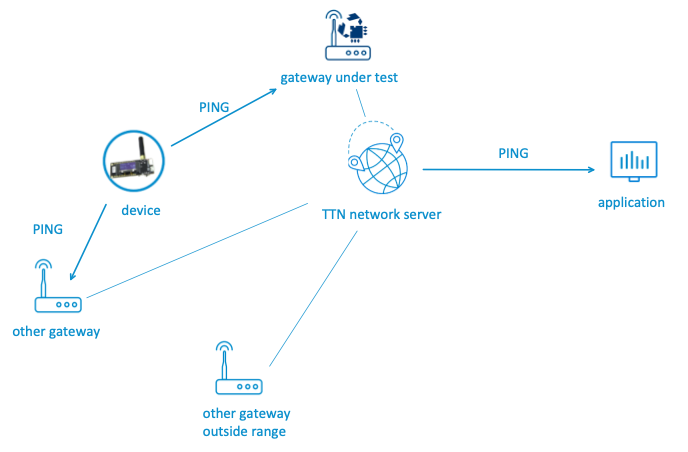 gateway under test
PING
PING
device
TTN network server
application
PING
other gateway
other gateway
outside range